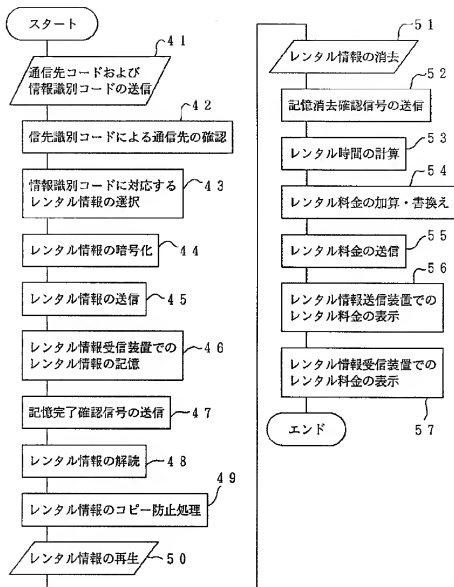 スタート
41
通信先コードおよび
情報識別コードの送信
42
信先識別コードによる通信先の確認
43
情報識別コードに対応する
レンタル情報の選択
レンタル情報の暗号化
44
レンタル情報の送信
45
レンタル情報受信装置での
レンタル情報の記憶
46
記憶完了確認信号の送信
47
レンタル情報の解読
48
49
レンタル情報のコピー防止処理
レンタル情報の再生
50
51
レンタル情報の消去
52
記憶消去確認信号の送信
53
レンタル時間の計算
54
レンタル料金の加算・書換え
55
レンタル料金の送信
56
レンタル情報送信装置での
レンタル料金の表示
レンタル情報受信装置での
レンタル料金の表示
57
エンド